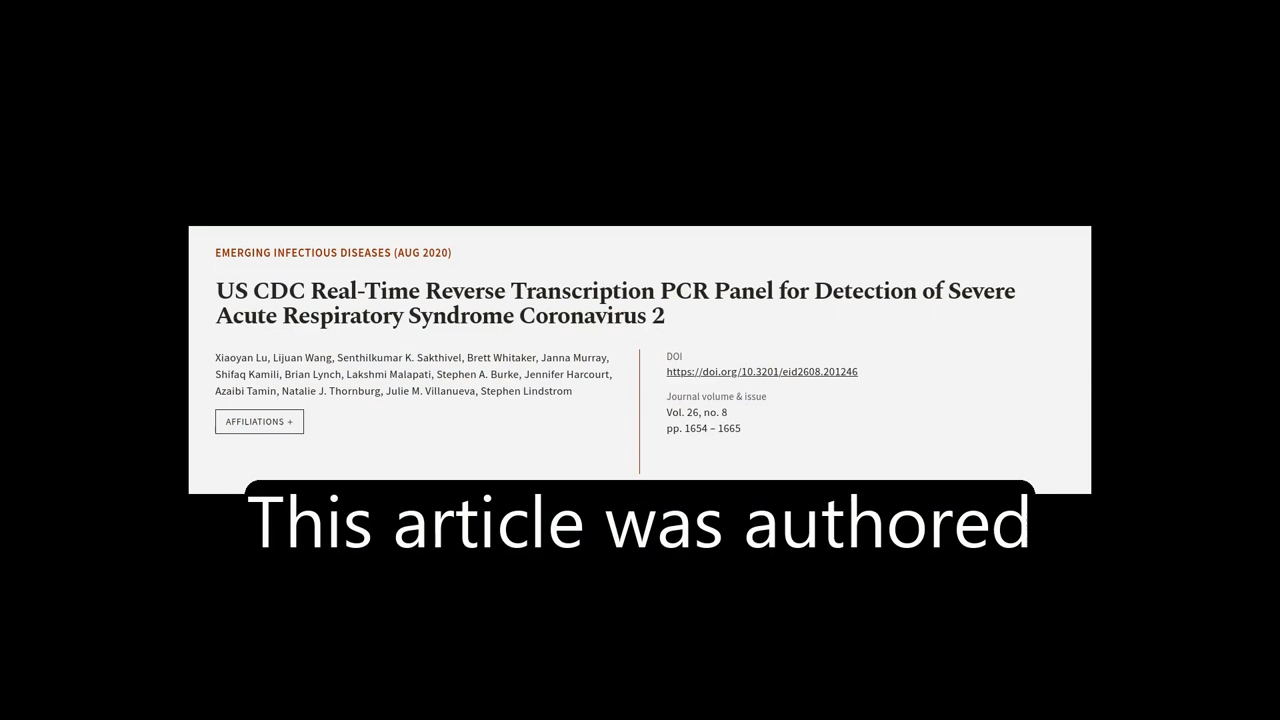 EMERGING INFECTIOUS DISEASES (AUG 2020)
US CDC Real-Time Reverse Transcription PCR Panel for Detection of Severe
Acute Respiratory Syndrome Coronavirus 2
Xiaoyan Lu, Lijuan Wang, Senthilkumar K. Sakthivel, Brett Whitaker, Janna Murray,
Shifaq Kamili, Brian Lynch, Lakshmi Malapati, Stephen A. Burke, Jennifer Harcourt,
Azaibi Tamin, Natalie J. Thornburg, Julie M. Villanueva, Stephen Lindstrom
AFFILIATIONS +
DOI
https://doi.org/10.3201/eid2608.201246
Journal volume & issue
Vol. 26, no. 8
pp. 1654 – 1665
This article was authored